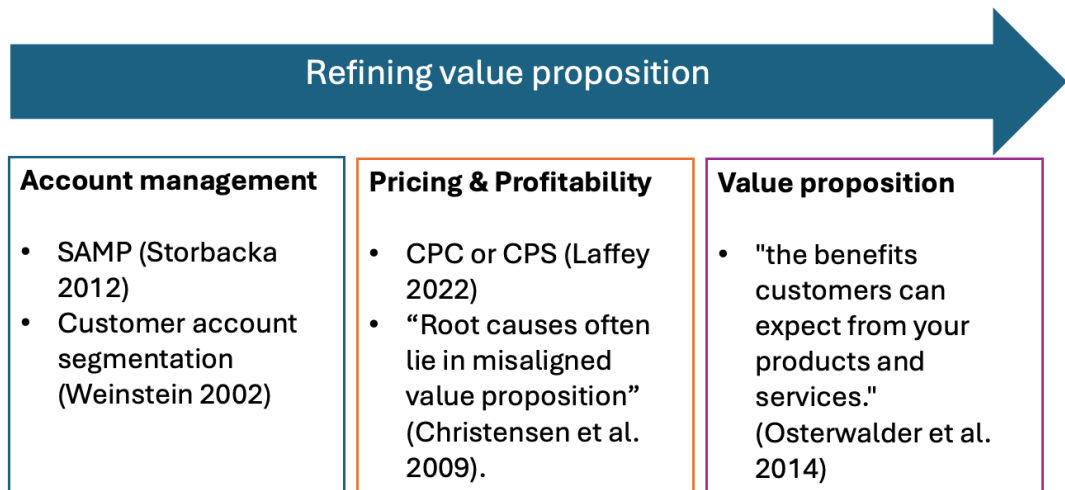 Refining value proposition
Account management
• SAMP (Storbacka
2012)
• Customer account
segmentation
(Weinstein 2002)
Pricing & Profitability
• CPC or CPS (Laffey
2022)
• “Root causes often
lie in misaligned
value proposition”
(Christensen et al.
2009).
Value proposition
• "the benefits
customers can
expect from your
products and
services."
(Osterwalder et al.
2014)